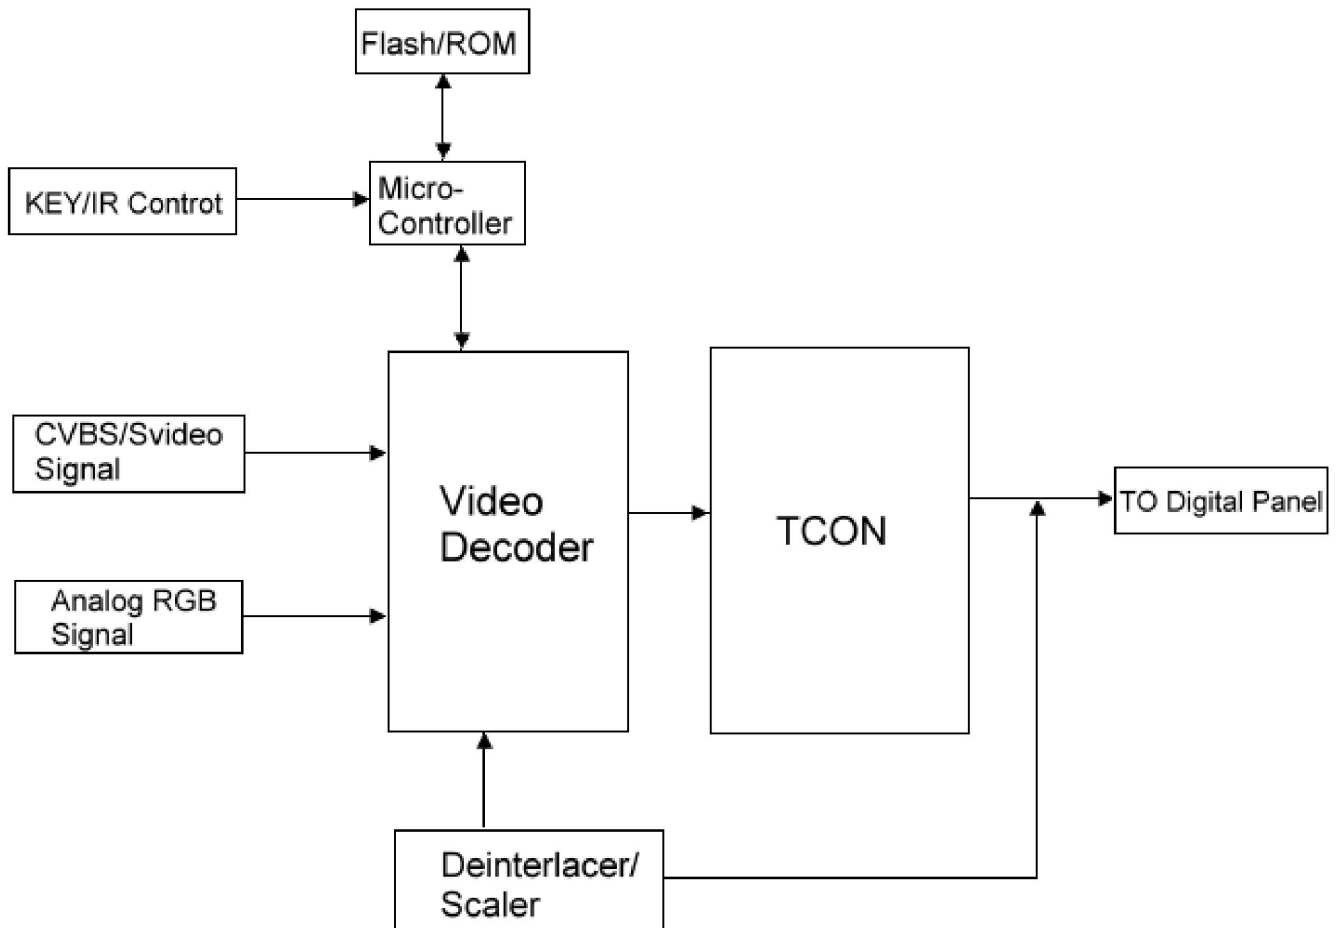 Flash/ROM
KEY/IR Controt
Micro-
Controller
CVBS/Svideo
Signal
Video
Decoder
TCON
TO Digital Panel
Analog RGB
Signal
Deinterlacer/
Scaler